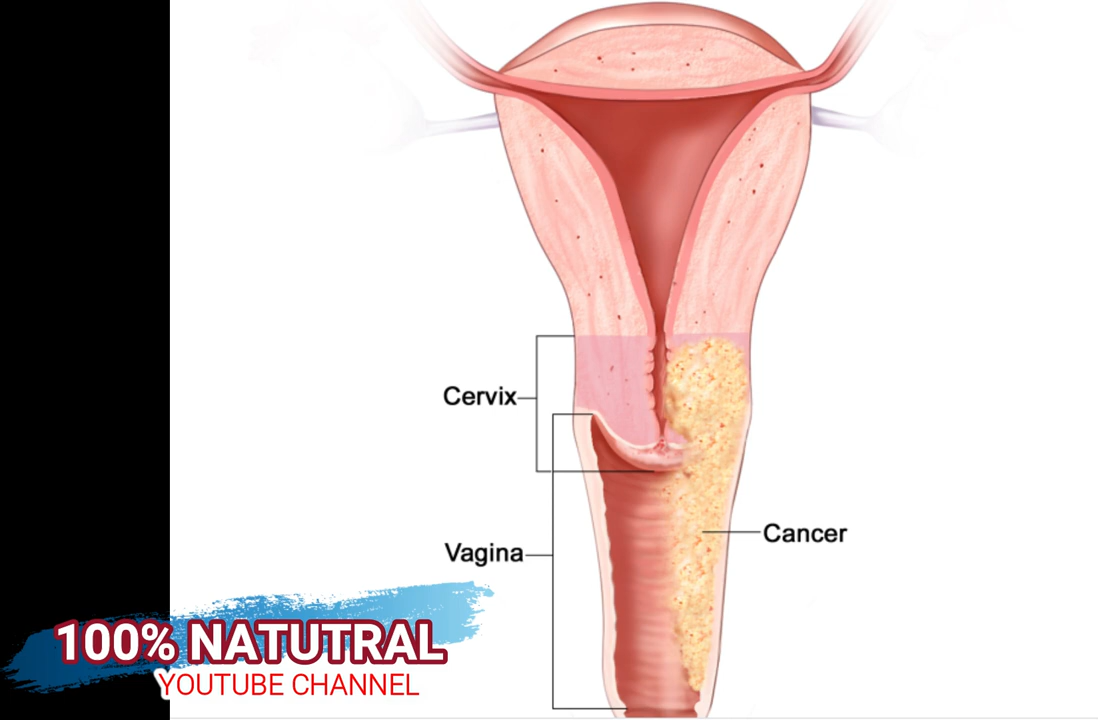 Cervix
Vagina
Cancer
100% NATUTRAL
YOUTUBE CHANNEL